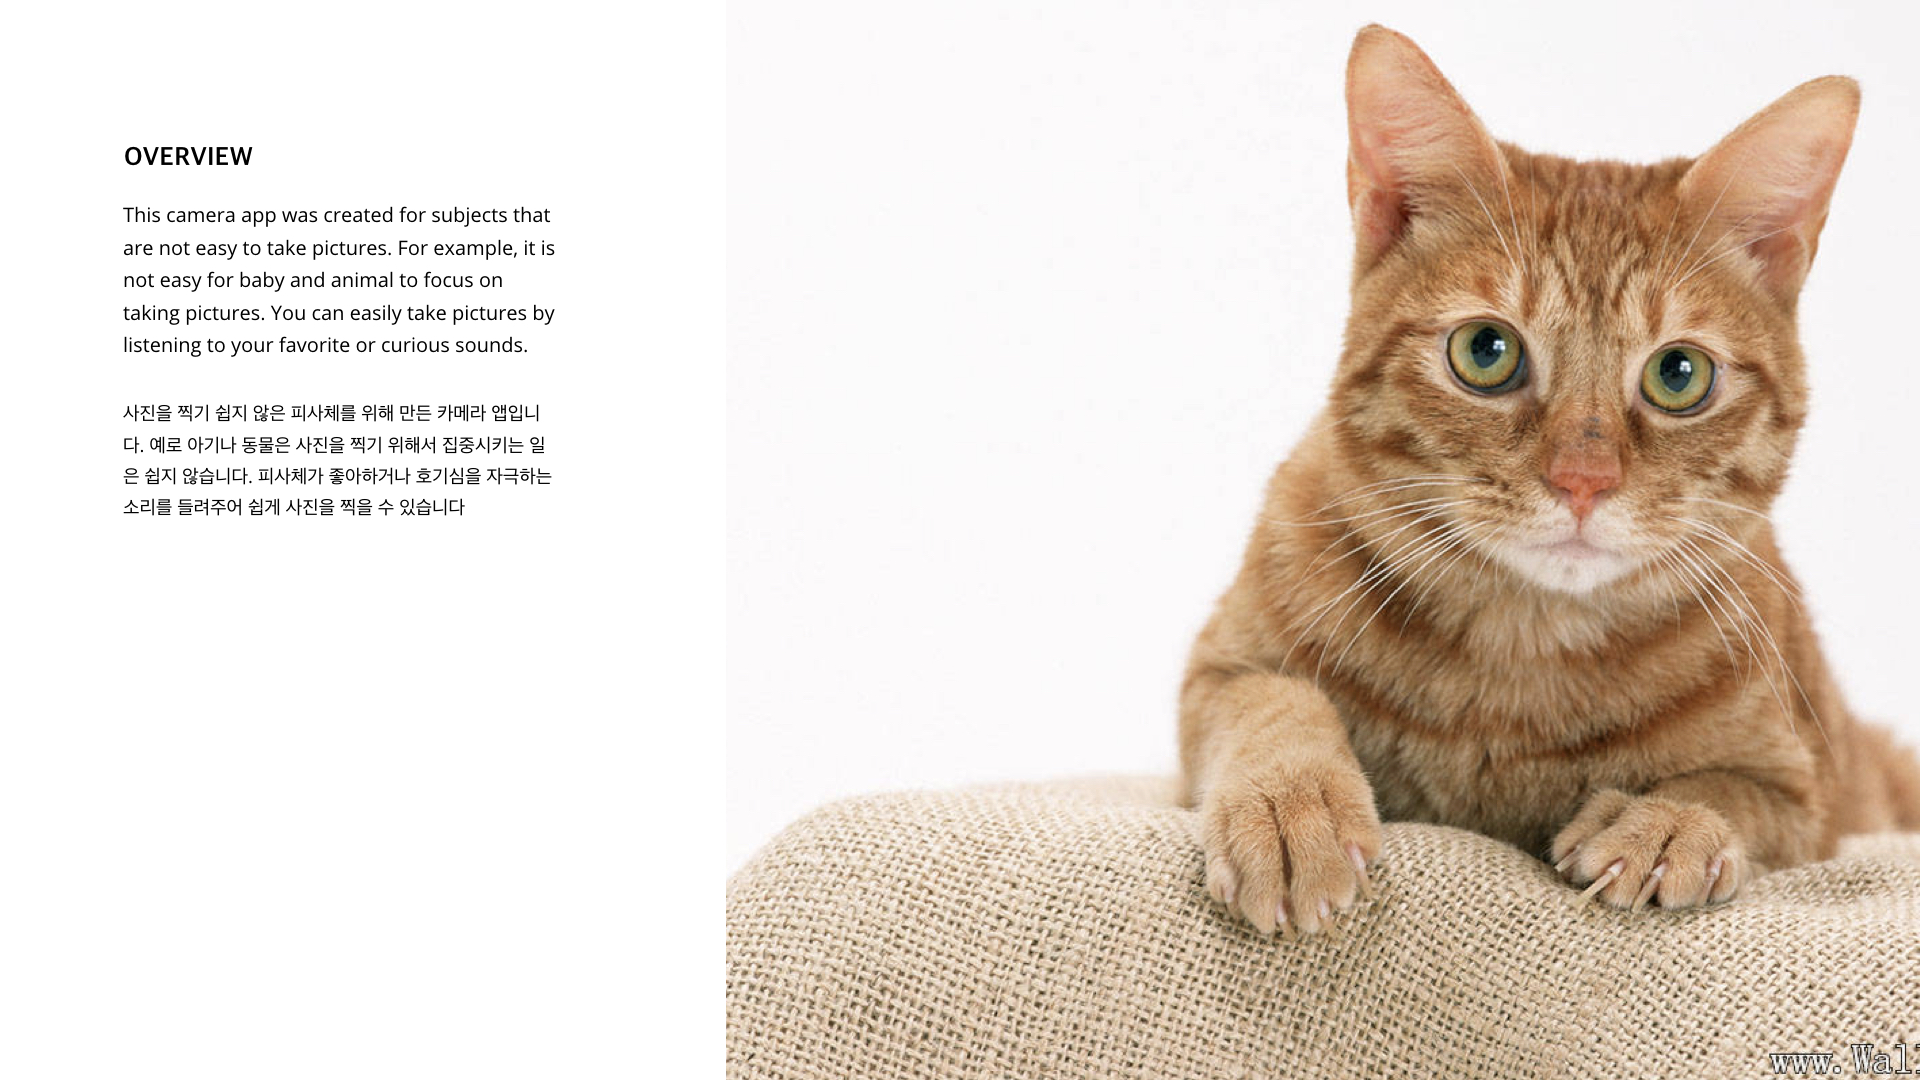 OVERVIEW
This camera app was created for subjects that
are not easy to take pictures. For example, it is
not easy for baby and animal to focus on
taking pictures. You can easily take pictures by
listening to your favorite or curious sounds.
사진을 찍기 쉽지 않은 피사체를 위해 만든 카메라 앱입니
다. 예로 아기나 동물은 사진을 찍기 위해서 집중시키는 일
은 쉽지 않습니다. 피사체가 좋아하거나 호기심을 자극하는
소리를 들려주어 쉽게 사진을 찍을 수 있습니다
www.Wal